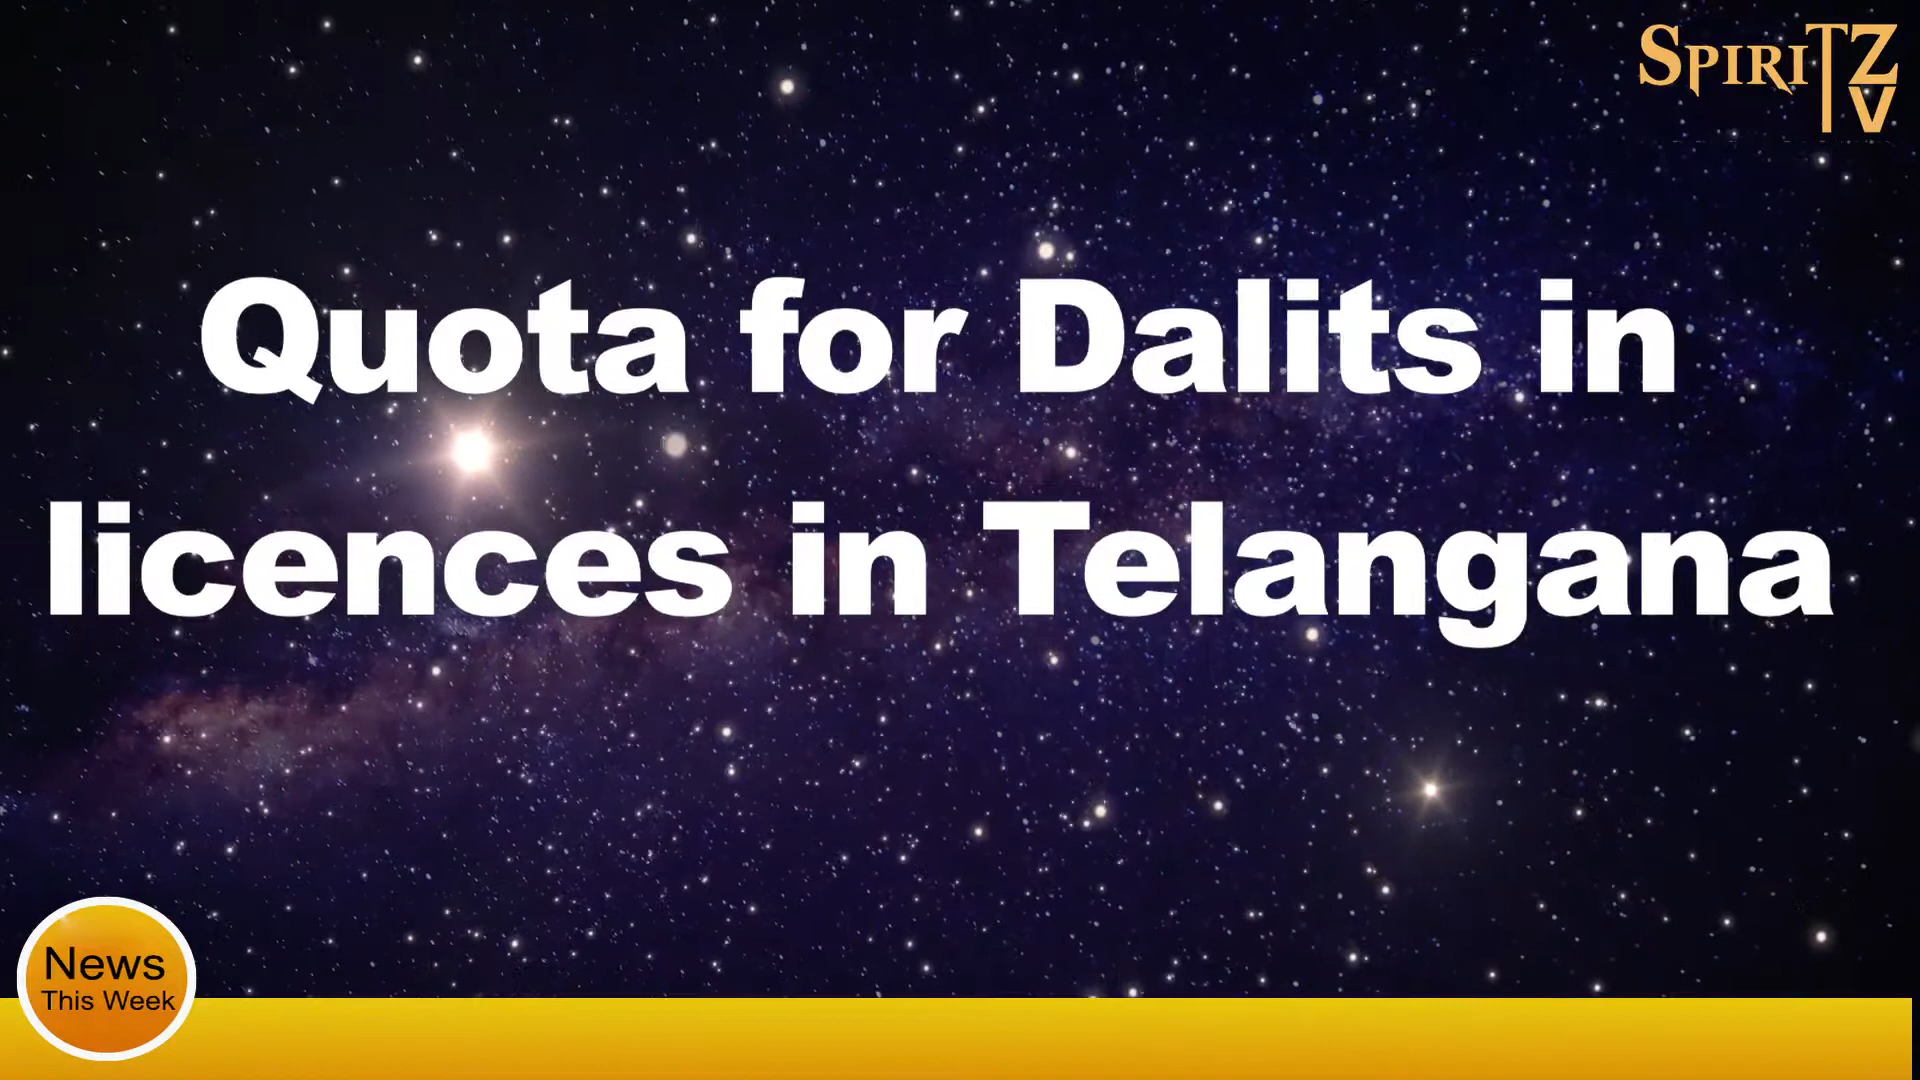 SPIRITZ
TV
Quota for Dalits in
licences in Telangana
News
This Week